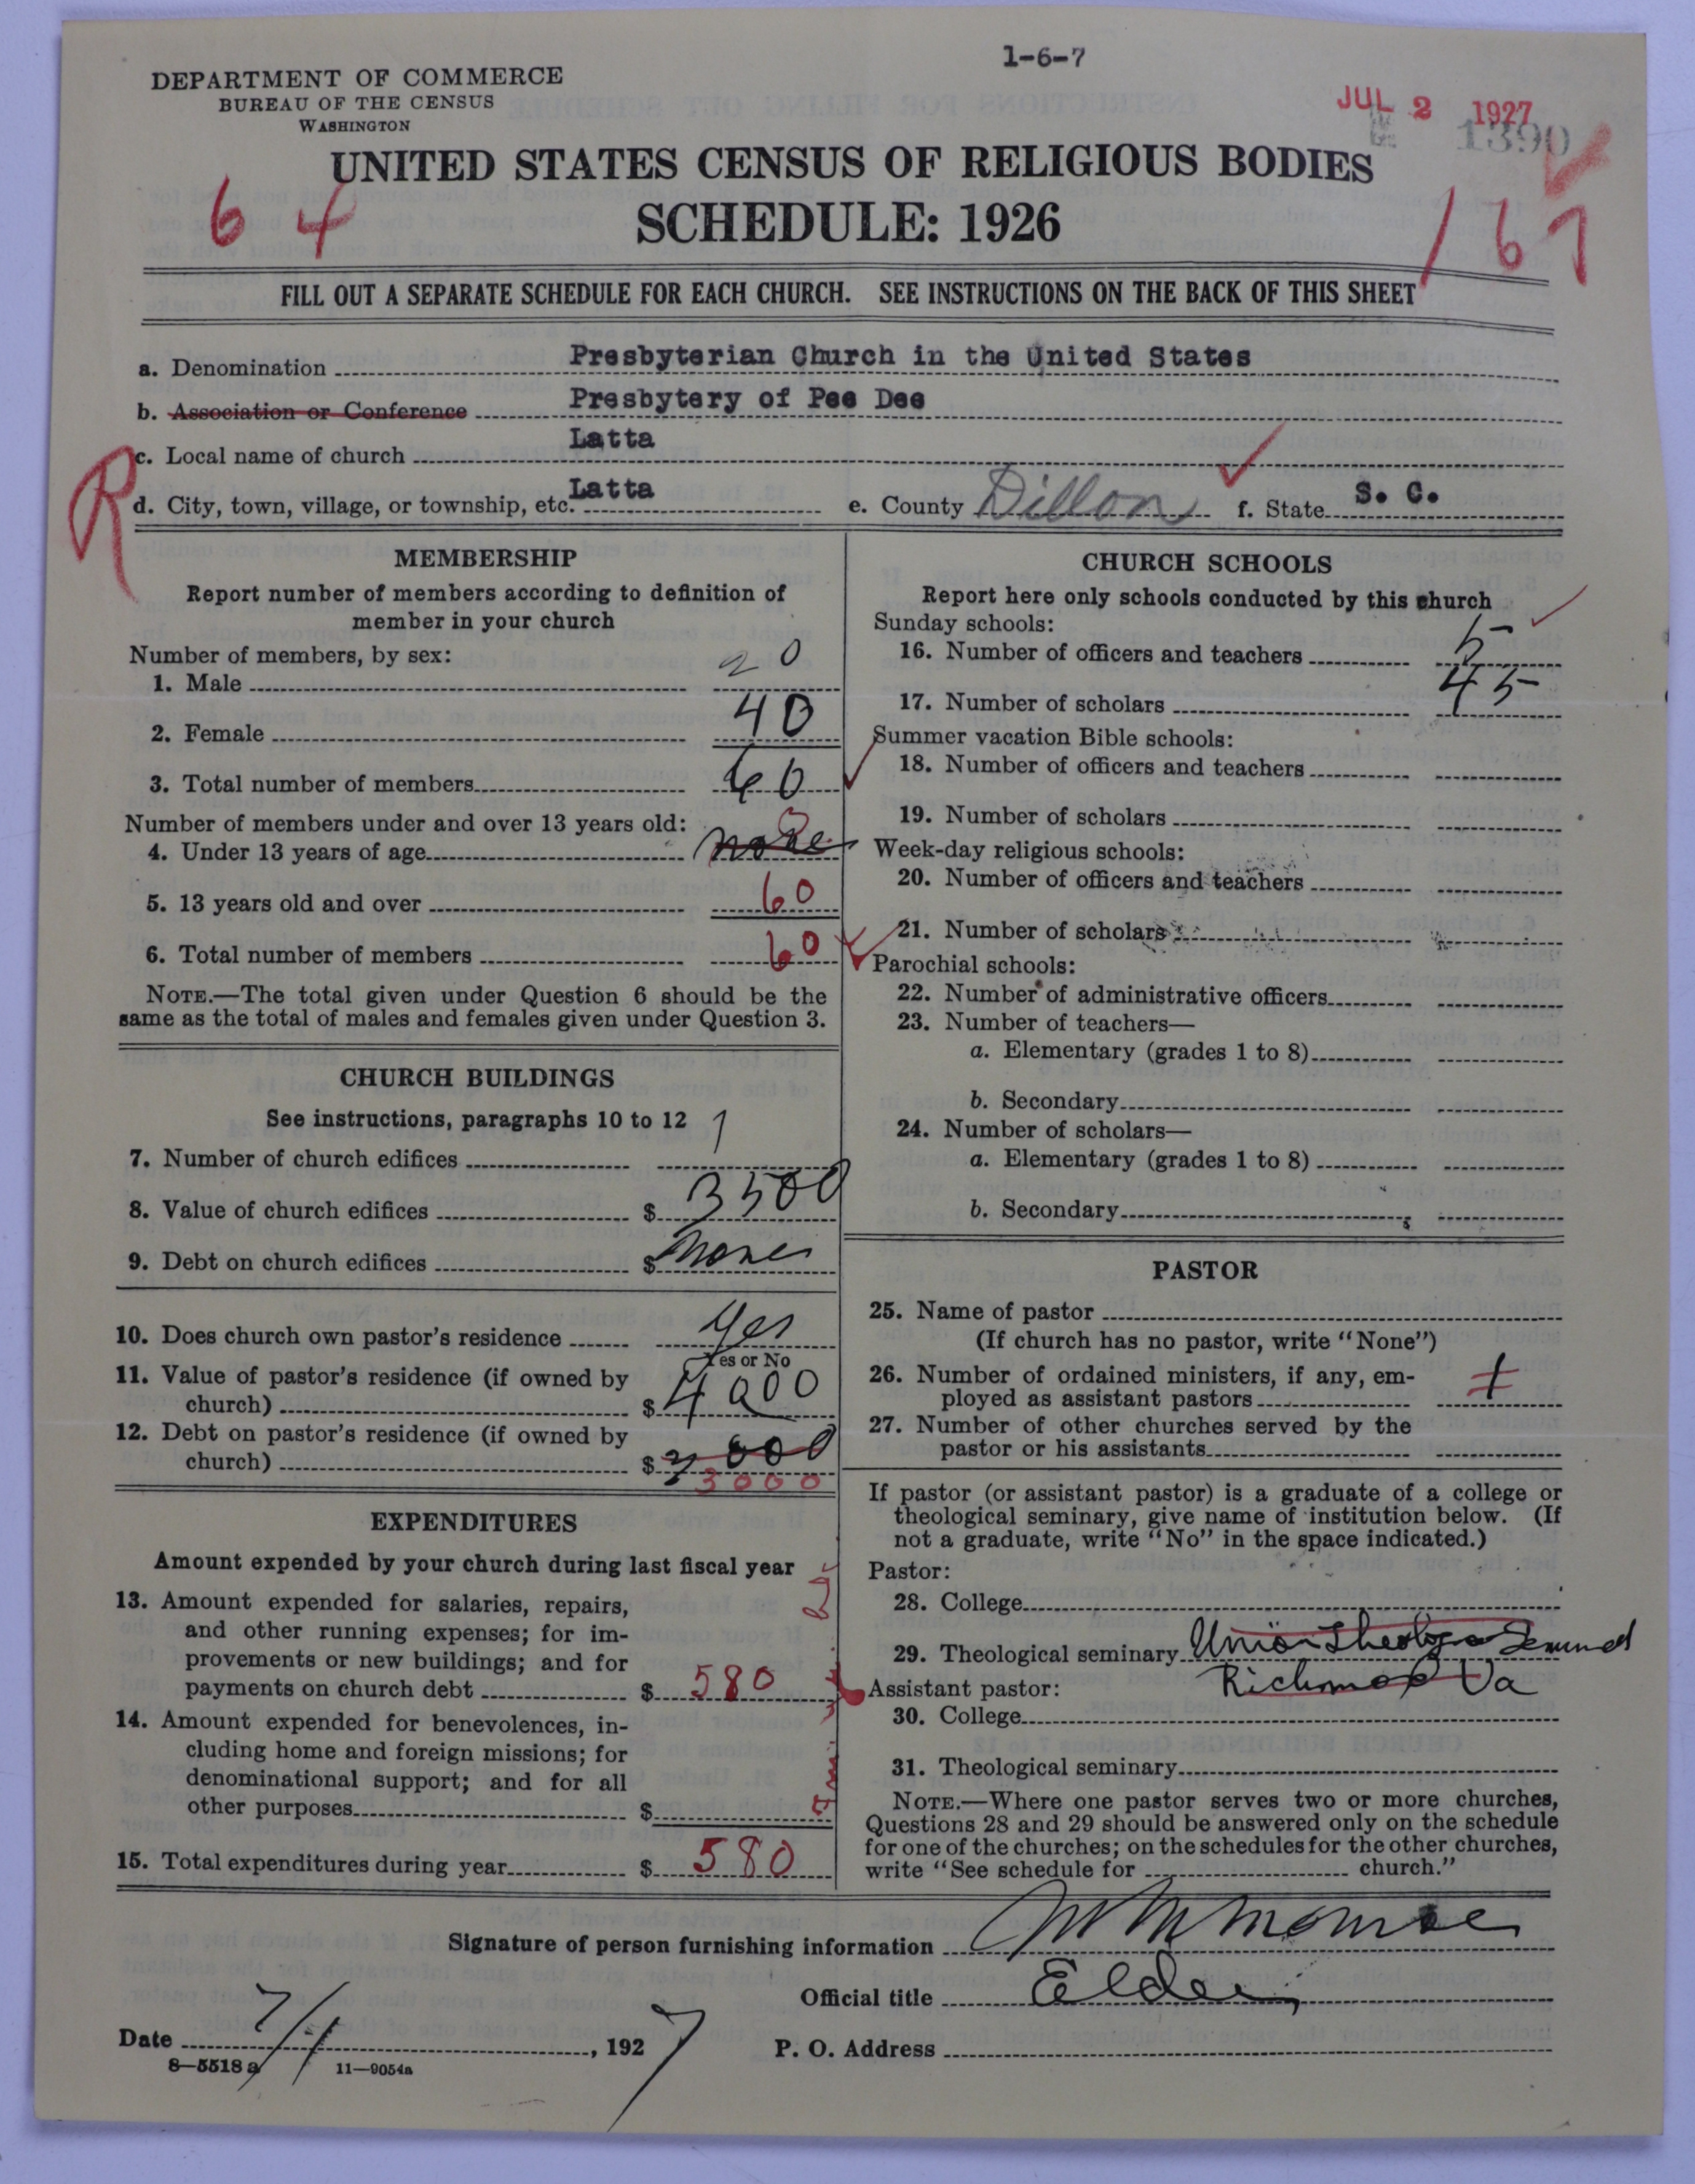 1-6-7
DEPARTMENT OF COMMERCE
BUREAU OF THE CENSUS
WASHINGTON
JUL 2 1927
1390
UNITED STATES CENSUS OF RELIGIOUS BODIES
SCHEDULE: 1926
64
167
FILL OUT A SEPARATE SCHEDULE FOR EACH CHURCH. SEE INSTRUCTIONS ON THE BACK OF THIS SHEET
a. Denomination Presbyterian Church in the United States
b. Association or Conference Presbytery of Pee Dee
R
c. Local name of church Latta
d. City, town, village, or township, etc. Latta e. County Dillon f. State S. C.
MEMBERSHIP
Report number of members according to definition of
member in your church
Number of members, by sex:
1. Male 20
2. Female 40
3. Total number of members 60
Number of members under and over 13 years old:
4. Under 13 years of age none
5. 13 years old and over 60
6. Total number of members 60
NOTE.—The total given under Question 6 should be the
same as the total of males and females given under Question 3.
CHURCH BUILDINGS
See instructions, paragraphs 10 to 12
7. Number of church edifices 1
8. Value of church edifices $ 3500
9. Debt on church edifices $ none
10. Does church own pastor's residence Yes
Yes or No
11. Value of pastor's residence (if owned by
church) $ 4000
12. Debt on pastor's residence (if owned by
church) $ 3000
3000
EXPENDITURES
Amount expended by your church during last fiscal year
13. Amount expended for salaries, repairs,
and other running expenses; for im-
provements or new buildings; and for
payments on church debt $ 580
14. Amount expended for benevolences, in-
cluding home and foreign missions; for
denominational support; and for all
other purposes $
15. Total expenditures during year $ 580
CHURCH SCHOOLS
Report here only schools conducted by this church
Sunday schools:
16. Number of officers and teachers 5
17. Number of scholars 45
Summer vacation Bible schools:
18. Number of officers and teachers
19. Number of scholars
Week-day religious schools:
20. Number of officers and teachers
21. Number of scholars
Parochial schools:
22. Number of administrative officers
23. Number of teachers—
a. Elementary (grades 1 to 8)
b. Secondary
24. Number of scholars—
a. Elementary (grades 1 to 8)
b. Secondary
PASTOR
25. Name of pastor
(If church has no pastor, write "None")
26. Number of ordained ministers, if any, em-
ployed as assistant pastors 1
27. Number of other churches served by the
pastor or his assistants
If pastor (or assistant pastor) is a graduate of a college or
theological seminary, give name of institution below. (If
not a graduate, write "No" in the space indicated.)
Pastor:
28. College
29. Theological seminary Union
Richmond Va
Assistant pastor:
30. College
31. Theological seminary
NOTE.—Where one pastor serves two or more churches,
Questions 28 and 29 should be answered only on the schedule
for one of the churches; on the schedules for the other churches,
write "See schedule for church."
Signature of person furnishing information Monroe
Official title Elder
Date 7/1, 1927
P. O. Address
8-5518 a 11-9054a